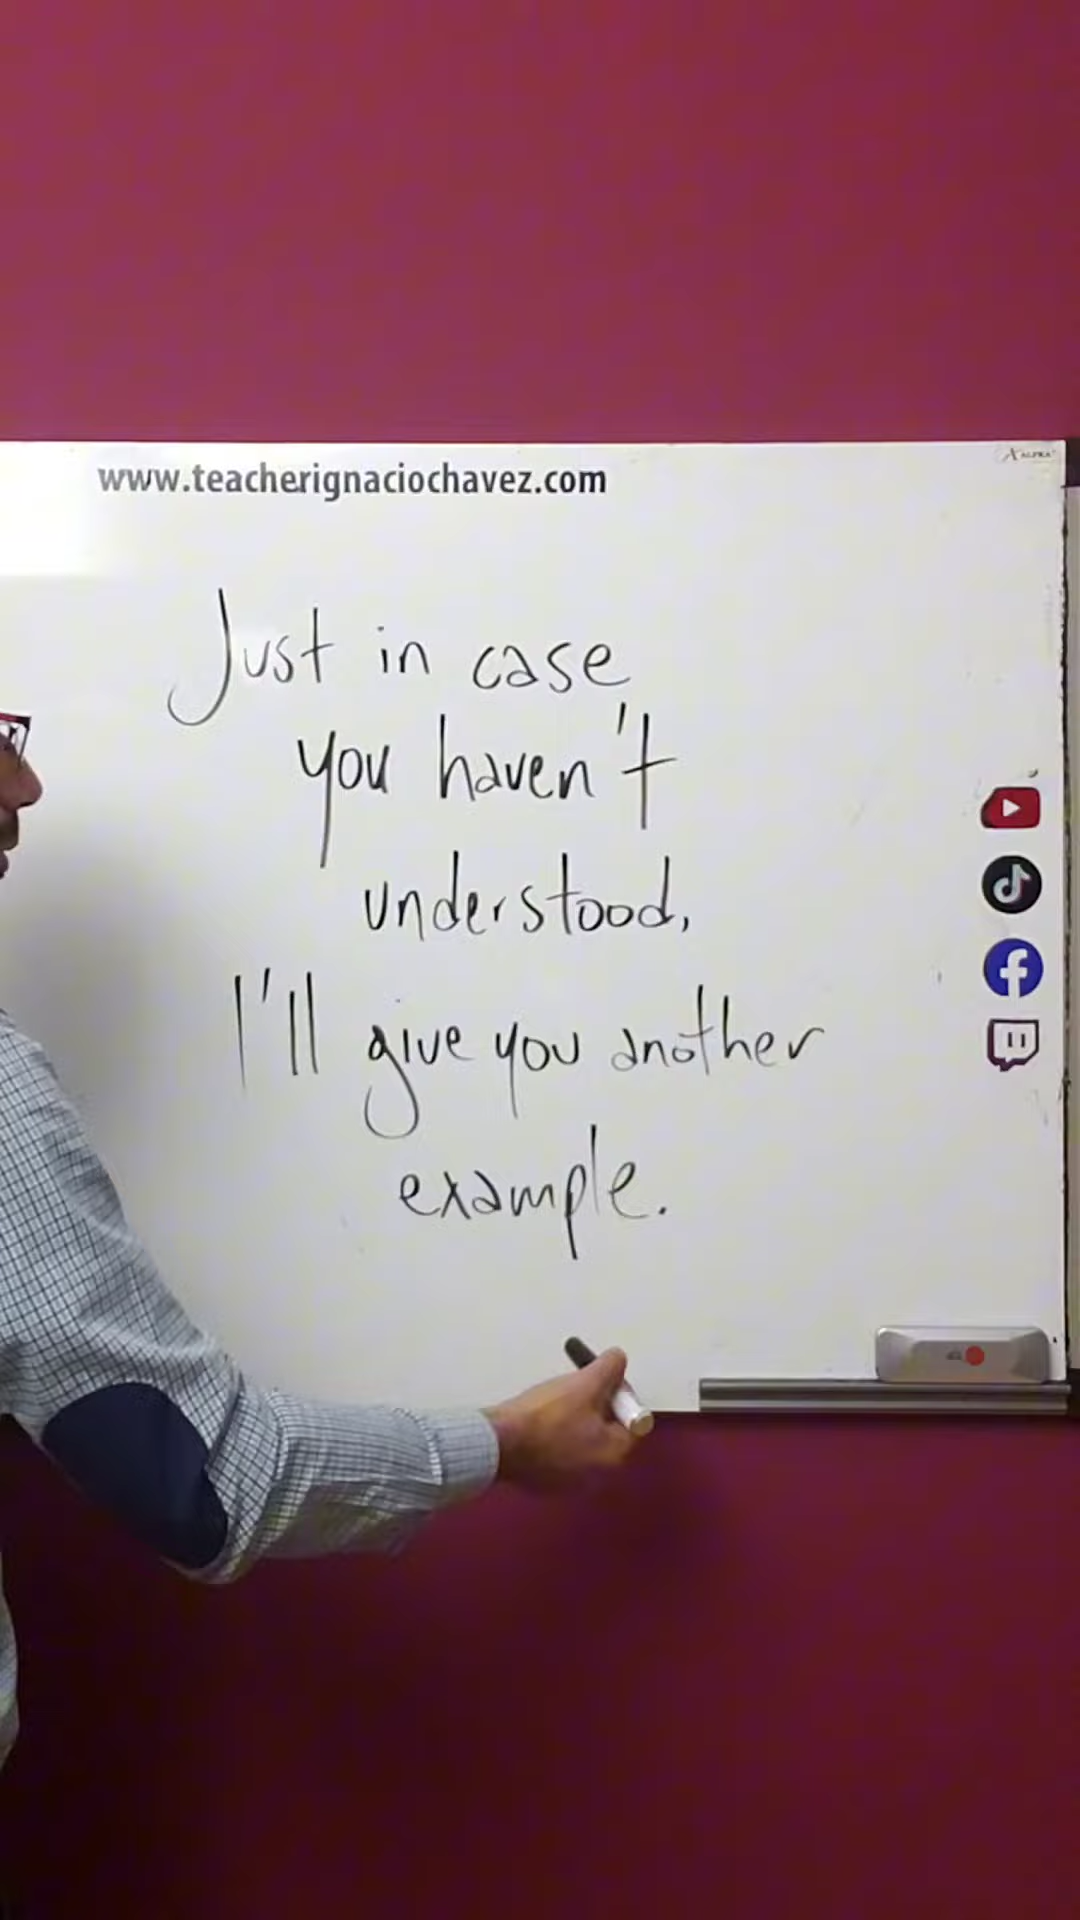 www.teacherignaciochavez.com
Just in case
you haven't
understood,
I'll give you another
example.